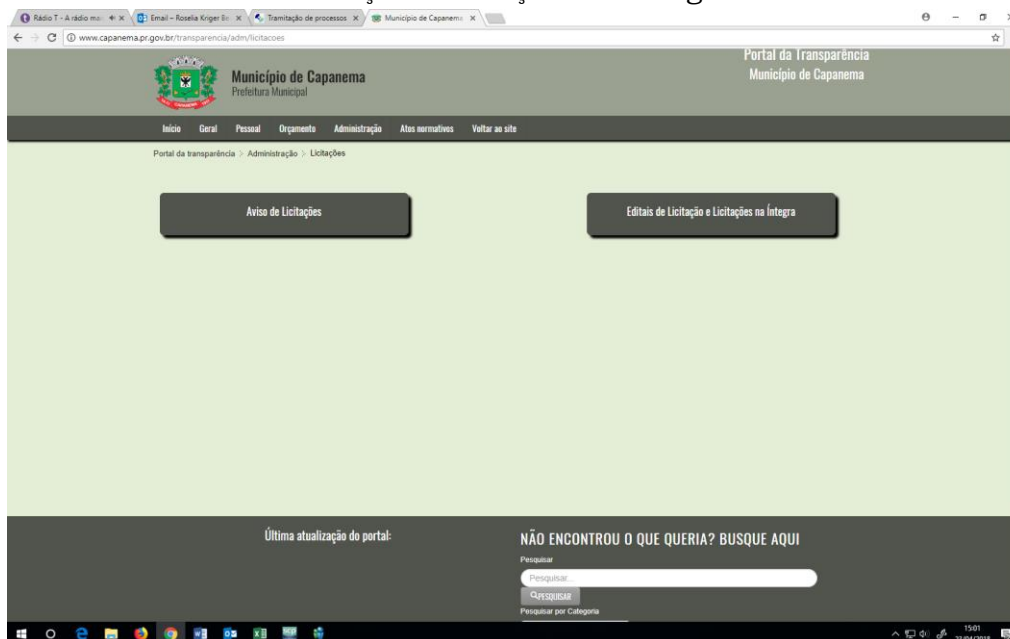 Rádio T - A rádio ma
Email – Roselia Kriger Be
Tramitação de processos
Município de Capanema
www.capanema.pr.gov.br/transparencia/adm/licitacoes
Município de Capanema
Prefeitura Municipal
Portal da Transparência
Município de Capanema
Início Geral Pessoal Orçamento Administração Atos normativos Voltar ao site
Portal da transparência > Administração > Licitações
Aviso de Licitações
Editais de Licitação e Licitações na Íntegra
Última atualização do portal:
NÃO ENCONTROU O QUE QUERIA? BUSQUE AQUI
Pesquisar
Pesquisar...
PESQUISAR
Pesquisar por Categoria
15:01